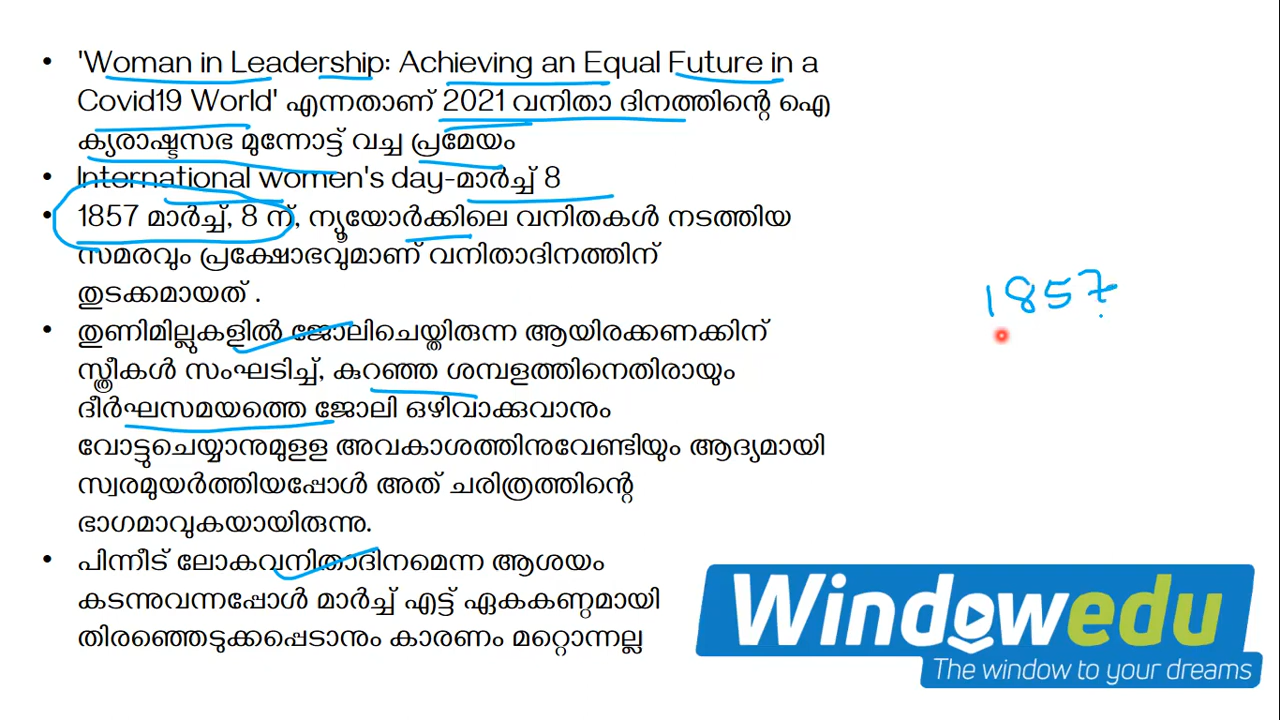 • 'Woman in Leadership: Achieving an Equal Future in a
Covid19 World' എന്നതാണ് 2021 വനിതാ ദിനത്തിന്റെ ഐ
ക്യരാഷ്ട്രസഭ മുന്നോട്ട് വച്ച പ്രമേയം
• International women's day-മാർച്ച് 8
• 1857 മാർച്ച്, 8 ന്, ന്യൂയോർക്കിലെ വനിതകൾ നടത്തിയ
സമരവും പ്രക്ഷോഭവുമാണ് വനിതാദിനത്തിന്
തുടക്കമായത് .
• തുണിമില്ലുകളിൽ ജോലിചെയ്തിരുന്ന ആയിരക്കണക്കിന്
സ്ത്രീകൾ സംഘടിച്ച്, കുറഞ്ഞ ശമ്പളത്തിനെതിരായും
ദീർഘസമയത്തെ ജോലി ഒഴിവാക്കുവാനും
വോട്ടുചെയ്യാനുമുളള അവകാശത്തിനുവേണ്ടിയും ആദ്യമായി
സ്വരമുയർത്തിയപ്പോൾ അത് ചരിത്രത്തിന്റെ
ഭാഗമാവുകയായിരുന്നു.
• പിന്നീട് ലോകവനിതാദിനമെന്ന ആശയം
കടന്നുവന്നപ്പോൾ മാർച്ച് എട്ട് ഏകകണ്ഠമായി
തിരഞ്ഞെടുക്കപ്പെടാനും കാരണം മറ്റൊന്നല്ല
1857
Windowedu
The window to your dreams